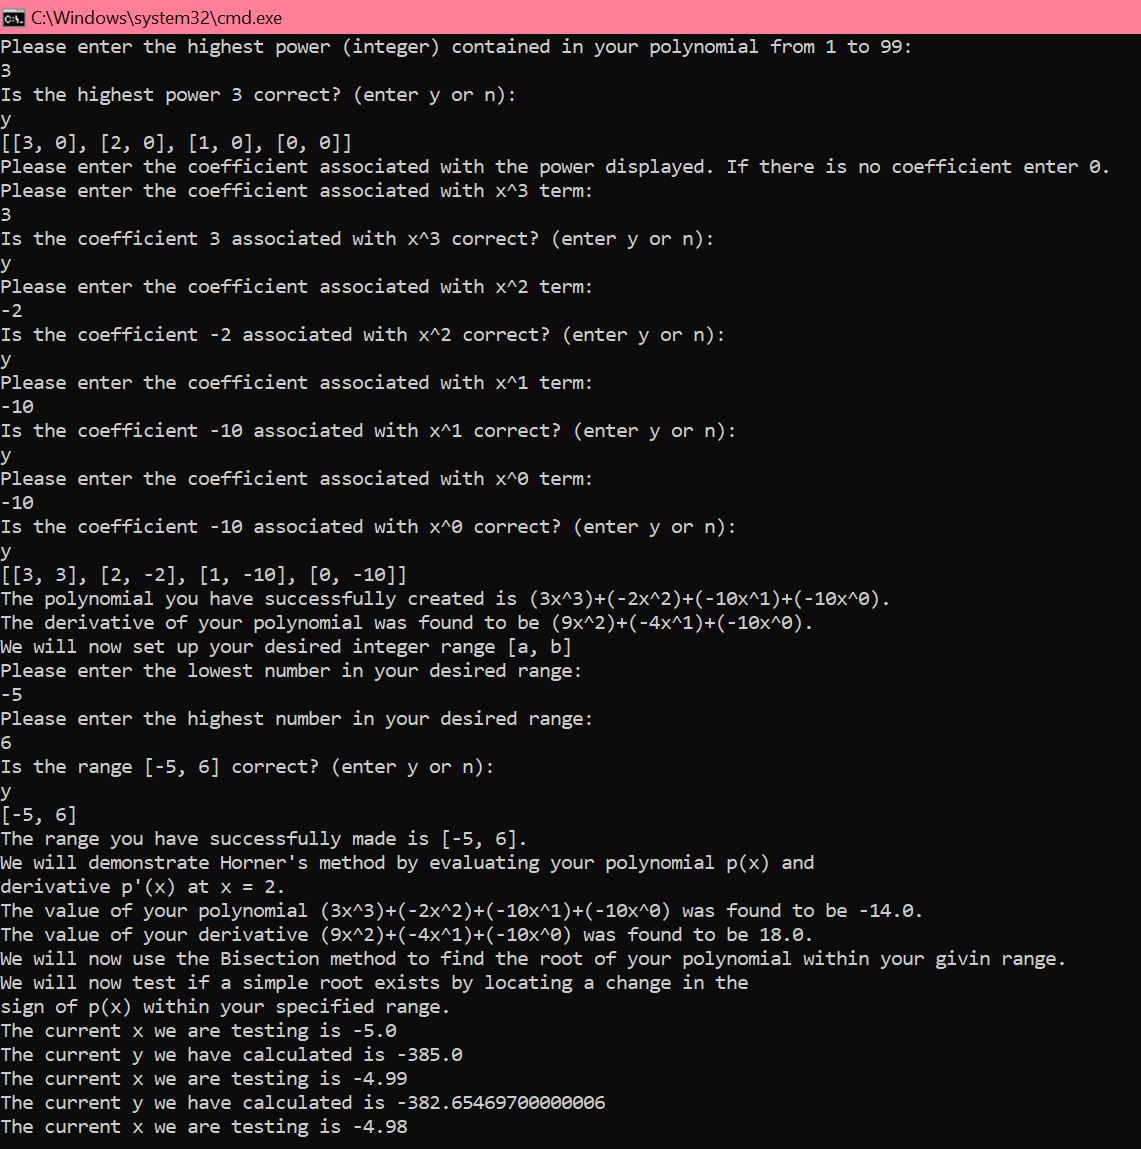 C:\Windows\system32\cmd.exe
Please enter the highest power (integer) contained in your polynomial from 1 to 99:
3
Is the highest power 3 correct? (enter y or n):
y
[[3, 0], [2, 0], [1, 0], [0, 0]]
Please enter the coefficient associated with the power displayed. If there is no coefficient enter 0.
Please enter the coefficient associated with x^3 term:
3
Is the coefficient 3 associated with x^3 correct? (enter y or n):
y
Please enter the coefficient associated with x^2 term:
-2
Is the coefficient -2 associated with x^2 correct? (enter y or n):
y
Please enter the coefficient associated with x^1 term:
-10
Is the coefficient -10 associated with x^1 correct? (enter y or n):
y
Please enter the coefficient associated with x^0 term:
-10
Is the coefficient -10 associated with x^0 correct? (enter y or n):
y
[[3, 3], [2, -2], [1, -10], [0, -10]]
The polynomial you have successfully created is (3x^3)+(-2x^2)+(-10x^1)+(-10x^0).
The derivative of your polynomial was found to be (9x^2)+(-4x^1)+(-10x^0).
We will now set up your desired integer range [a, b]
Please enter the lowest number in your desired range:
-5
Please enter the highest number in your desired range:
6
Is the range [-5, 6] correct? (enter y or n):
y
[-5, 6]
The range you have successfully made is [-5, 6].
We will demonstrate Horner's method by evaluating your polynomial p(x) and
derivative p'(x) at x = 2.
The value of your polynomial (3x^3)+(-2x^2)+(-10x^1)+(-10x^0) was found to be -14.0.
The value of your derivative (9x^2)+(-4x^1)+(-10x^0) was found to be 18.0.
We will now use the Bisection method to find the root of your polynomial within your givin range.
We will now test if a simple root exists by locating a change in the
sign of p(x) within your specified range.
The current x we are testing is -5.0
The current y we have calculated is -385.0
The current x we are testing is -4.99
The current y we have calculated is -382.65469700000006
The current x we are testing is -4.98